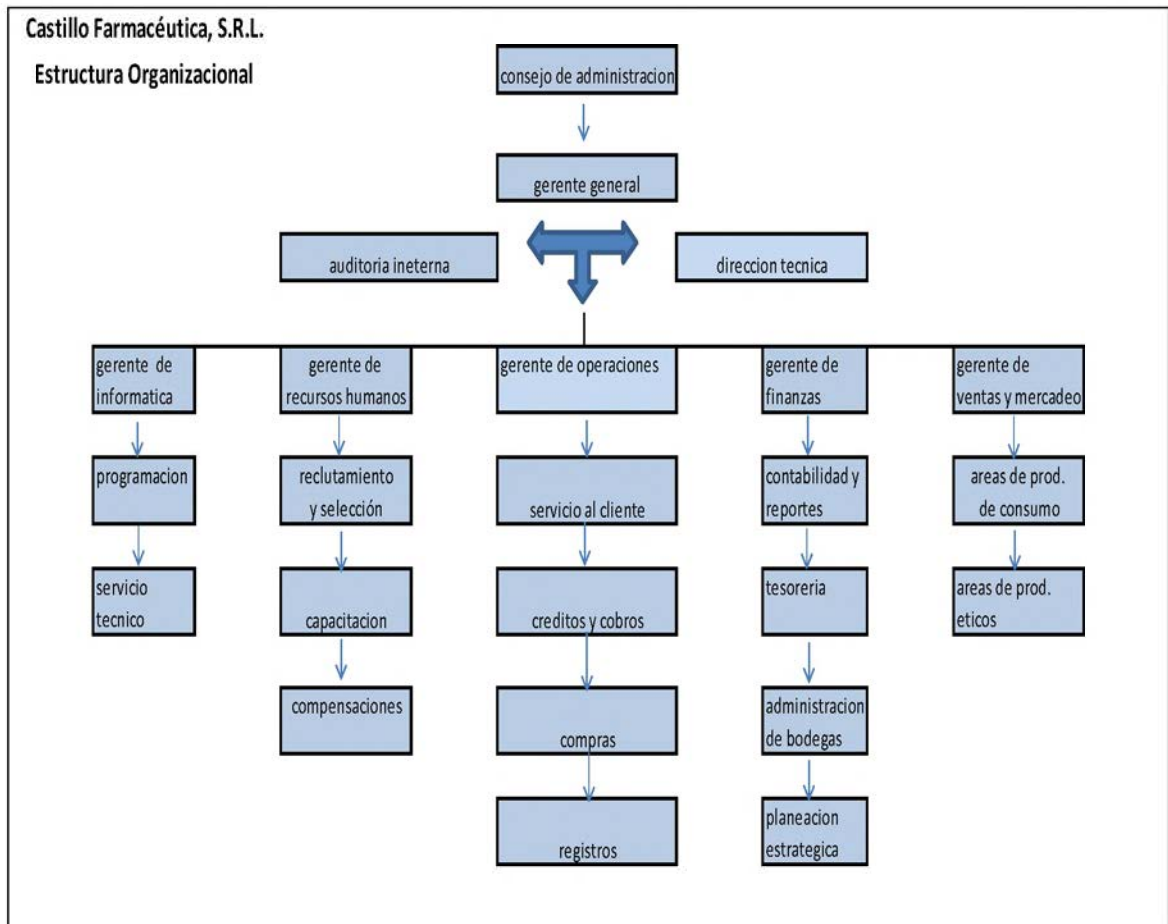 Castillo Farmacéutica, S.R.L.
Estructura Organizacional
consejo de administracion
gerente general
auditoria ineterna
direccion tecnica
gerente de
informatica
gerente de
recursos humanos
gerente de operaciones
gerente de
finanzas
gerente de
ventas y mercadeo
programacion
reclutamiento
y selección
servicio al cliente
contabilidad y
reportes
areas de prod.
de consumo
servicio
tecnico
capacitacion
creditos y cobros
tesoreria
areas de prod.
eticos
compensaciones
compras
administracion
de bodegas
registros
planeacion
estrategica